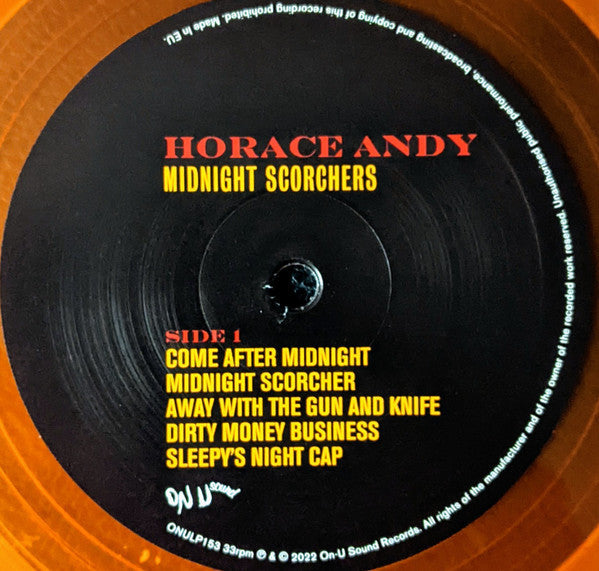 HORACE ANDY
MIDNIGHT SCORCHERS
SIDE 1
COME AFTER MIDNIGHT
MIDNIGHT SCORCHER
AWAY WITH THE GUN AND KNIFE
DIRTY MONEY BUSINESS
SLEEPY'S NIGHT CAP
ON U SOUND
ONULP153 33rpm ℗ & © 2022 On-U Sound Records. All rights of the manufacturer and of the owner of the recorded work reserved. Unauthorised public performance, broadcasting and copying of this recording prohibited. Made in EU.